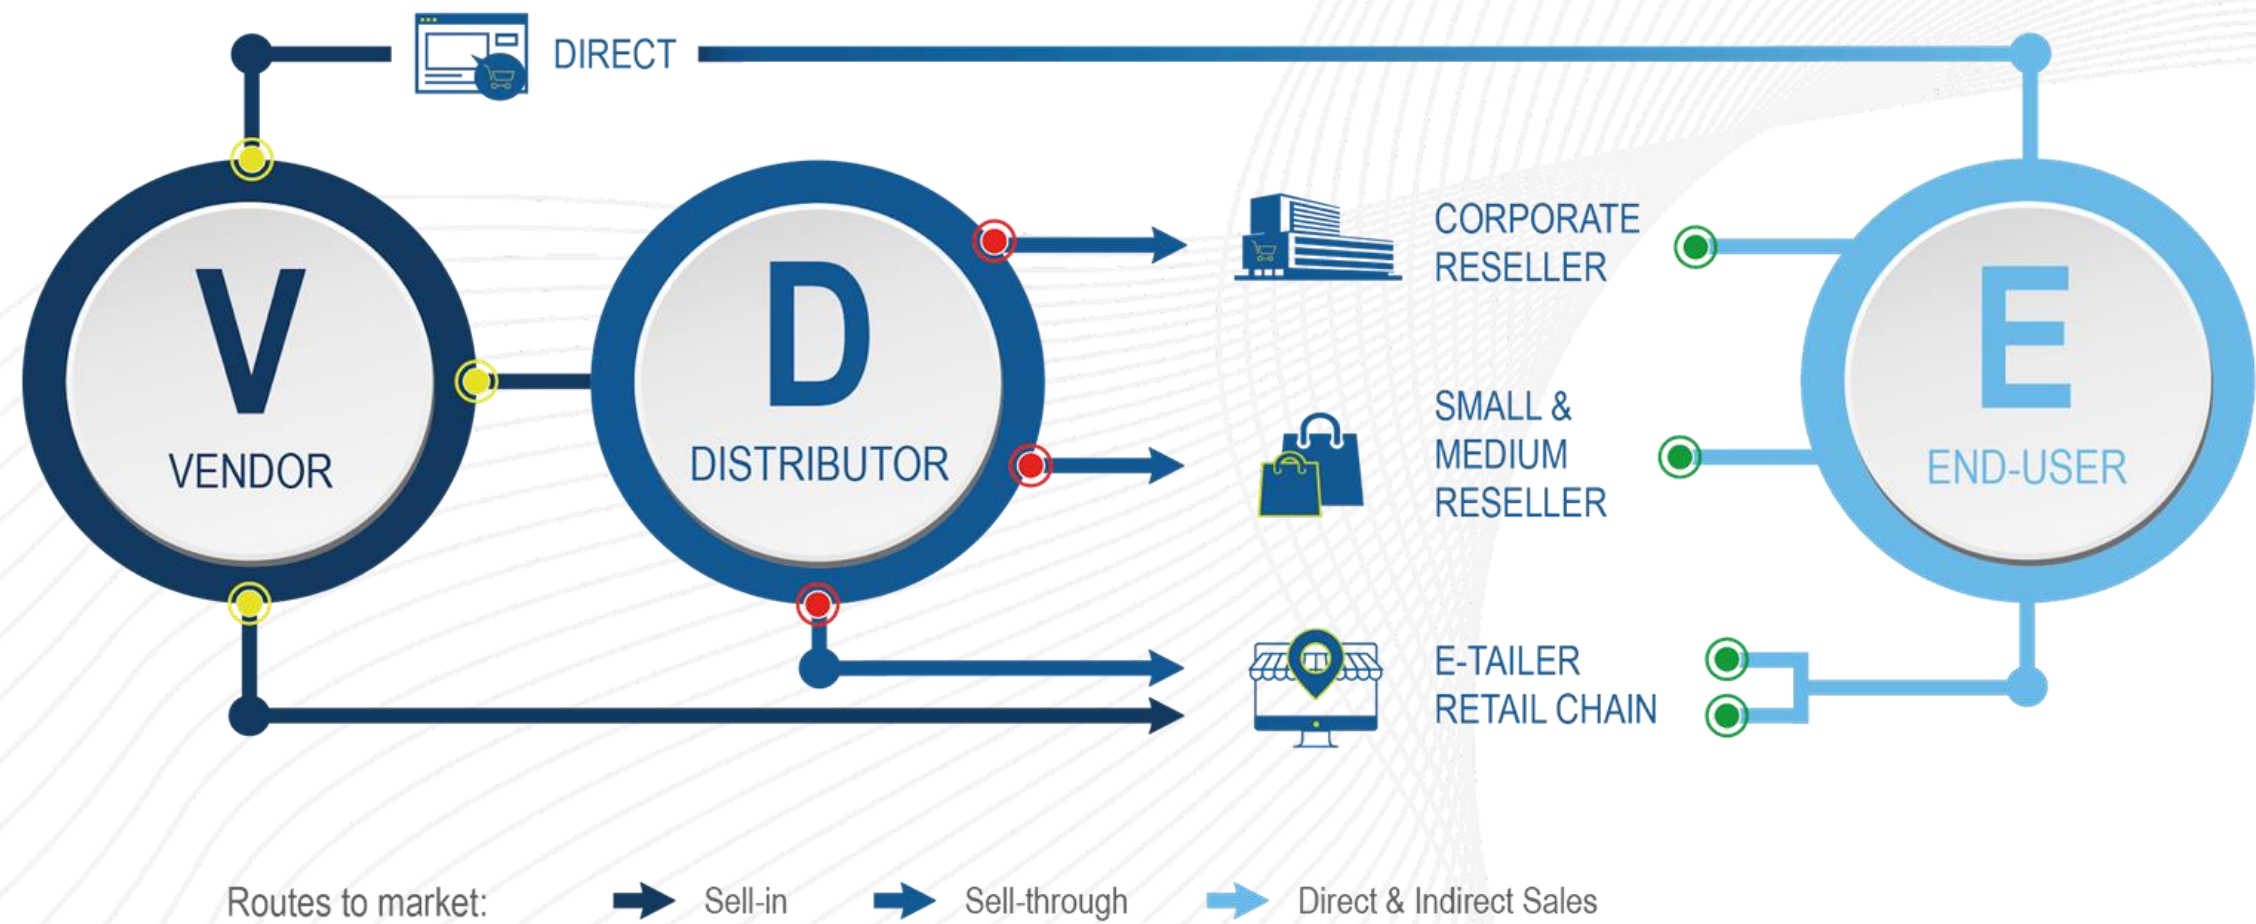 DIRECT
V
VENDOR
D
DISTRIBUTOR
CORPORATE
RESELLER
SMALL &
MEDIUM
RESELLER
E-TAILER
RETAIL CHAIN
E
END-USER
Routes to market:
Sell-in
Sell-through
Direct & Indirect Sales